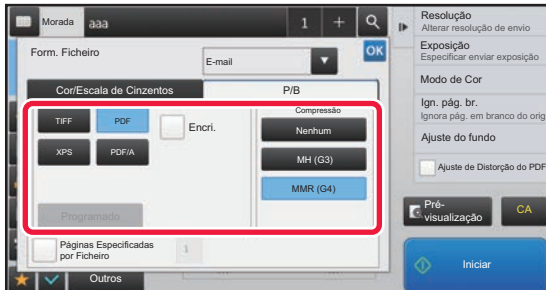 Morada
aaa
1
+
Form. Ficheiro
E-mail
OK
Cor/Escala de Cinzentos
P/B
TIFF
PDF
Encri.
XPS
PDF/A
Programado
Compressão
Nenhum
MH (G3)
MMR (G4)
Páginas Especificadas
por Ficheiro
1
Outros
Resolução
Alterar resolução de envio
Exposição
Especificar enviar exposição
Modo de Cor
Ign. pág. br.
Ignora pág. em branco do orig
Ajuste do fundo
Ajuste de Distorção do PDF
Pré-
visualização
CA
Iniciar